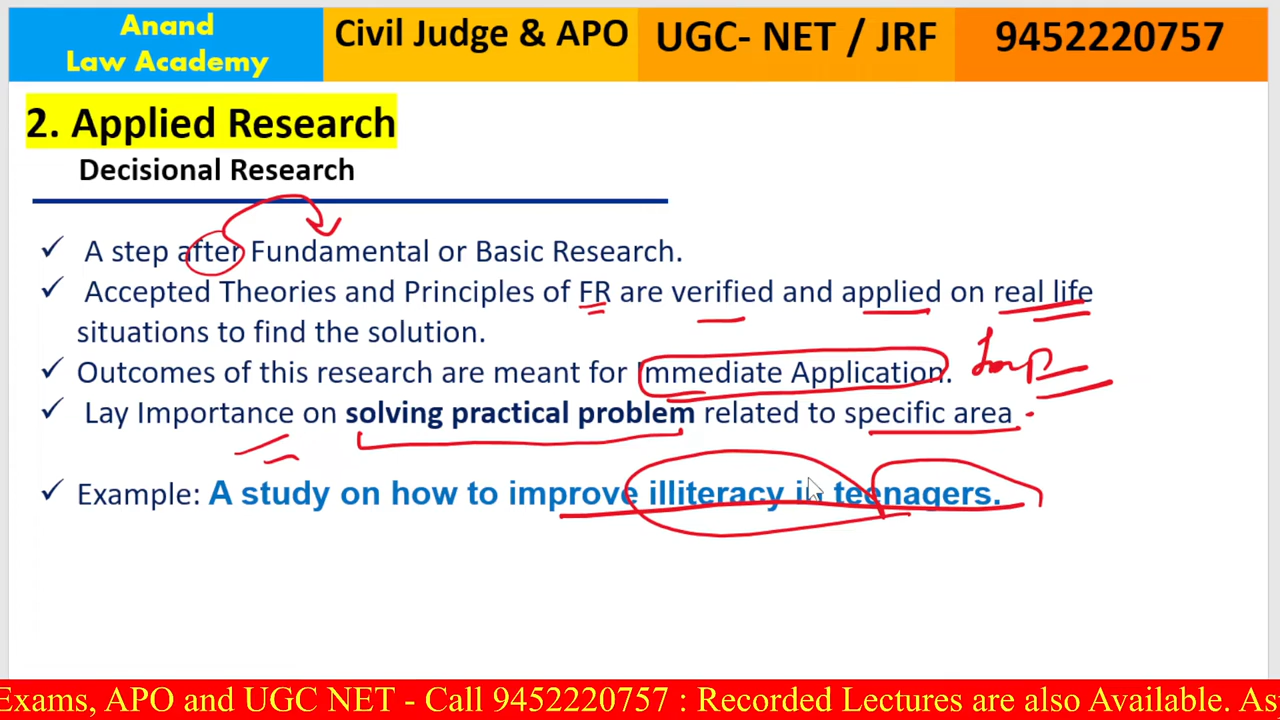 Anand
Law Academy
Civil Judge & APO
UGC- NET / JRF
9452220757
2. Applied Research
Decisional Research
✓ A step after Fundamental or Basic Research.
✓ Accepted Theories and Principles of FR are verified and applied on real life
situations to find the solution.
✓ Outcomes of this research are meant for Immediate Application.
Imp
✓ Lay Importance on solving practical problem related to specific area
✓ Example: A study on how to improve illiteracy in teenagers.
Exams, APO and UGC NET - Call 9452220757 : Recorded Lectures are also Available. As